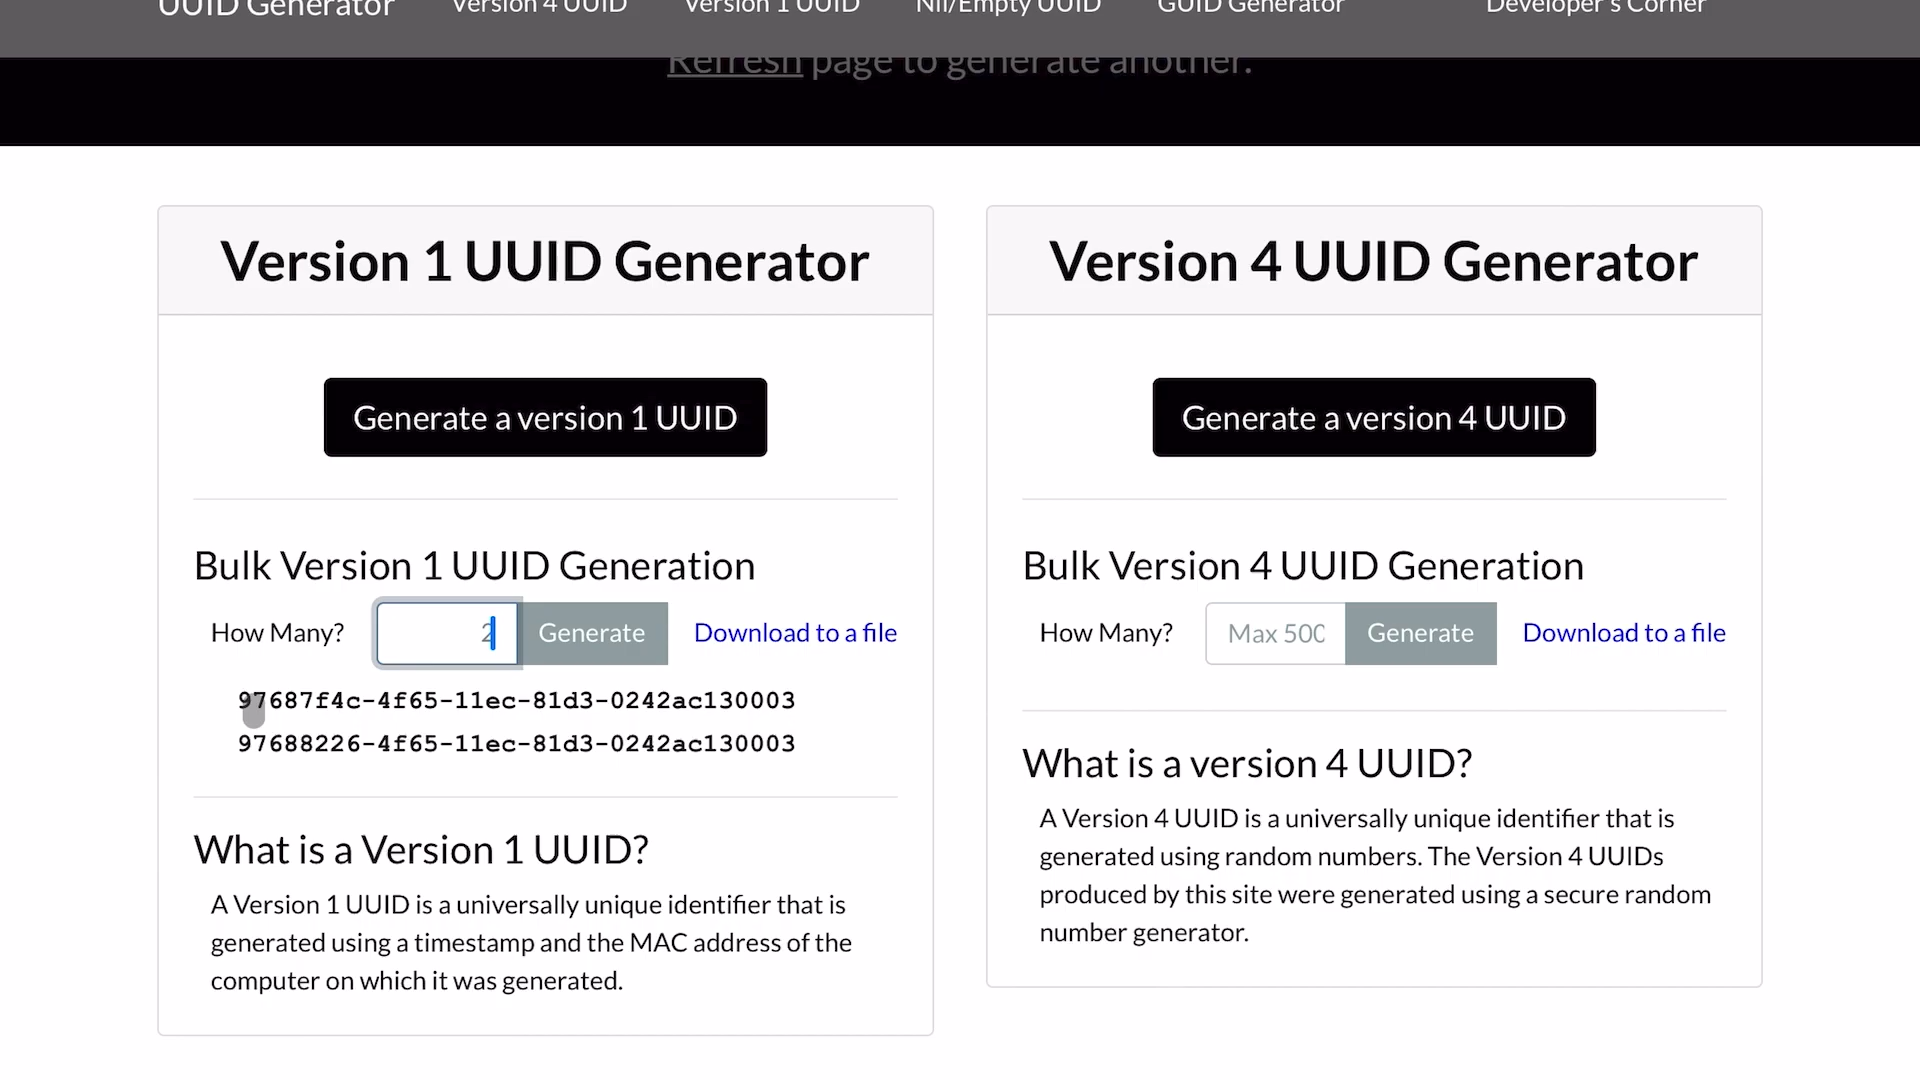 UUID Generator Version 4 UUID Version 1 UUID Nil/Empty UUID GUID Generator Developer's Corner
Refresh page to generate another.
Version 1 UUID Generator
Generate a version 1 UUID
Bulk Version 1 UUID Generation
How Many? 2 Generate Download to a file
97687f4c-4f65-11ec-81d3-0242ac130003
97688226-4f65-11ec-81d3-0242ac130003
What is a Version 1 UUID?
A Version 1 UUID is a universally unique identifier that is
generated using a timestamp and the MAC address of the
computer on which it was generated.
Version 4 UUID Generator
Generate a version 4 UUID
Bulk Version 4 UUID Generation
How Many? Max 500 Generate Download to a file
What is a version 4 UUID?
A Version 4 UUID is a universally unique identifier that is
generated using random numbers. The Version 4 UUIDs
produced by this site were generated using a secure random
number generator.